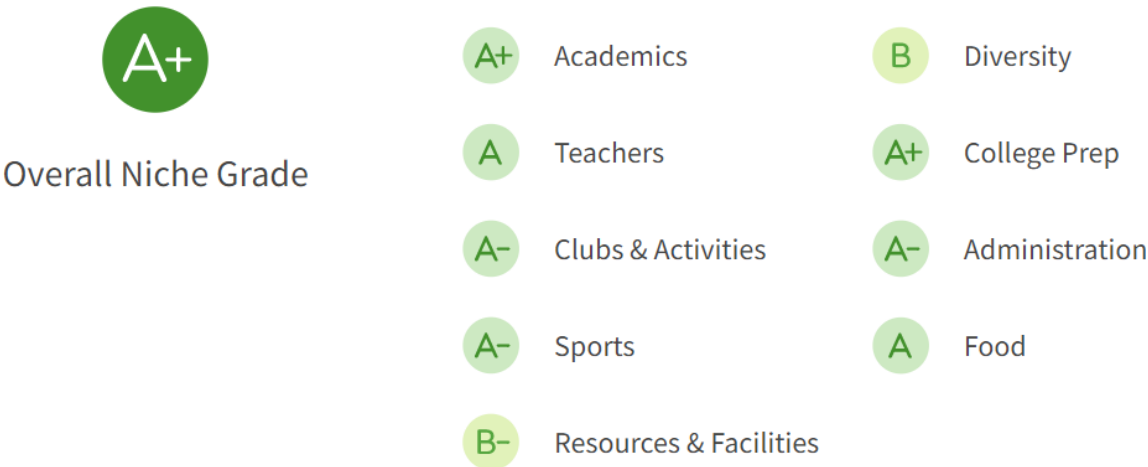 A+
Overall Niche Grade
A+ Academics
A Teachers
A- Clubs & Activities
A- Sports
B- Resources & Facilities
B Diversity
A+ College Prep
A- Administration
A Food